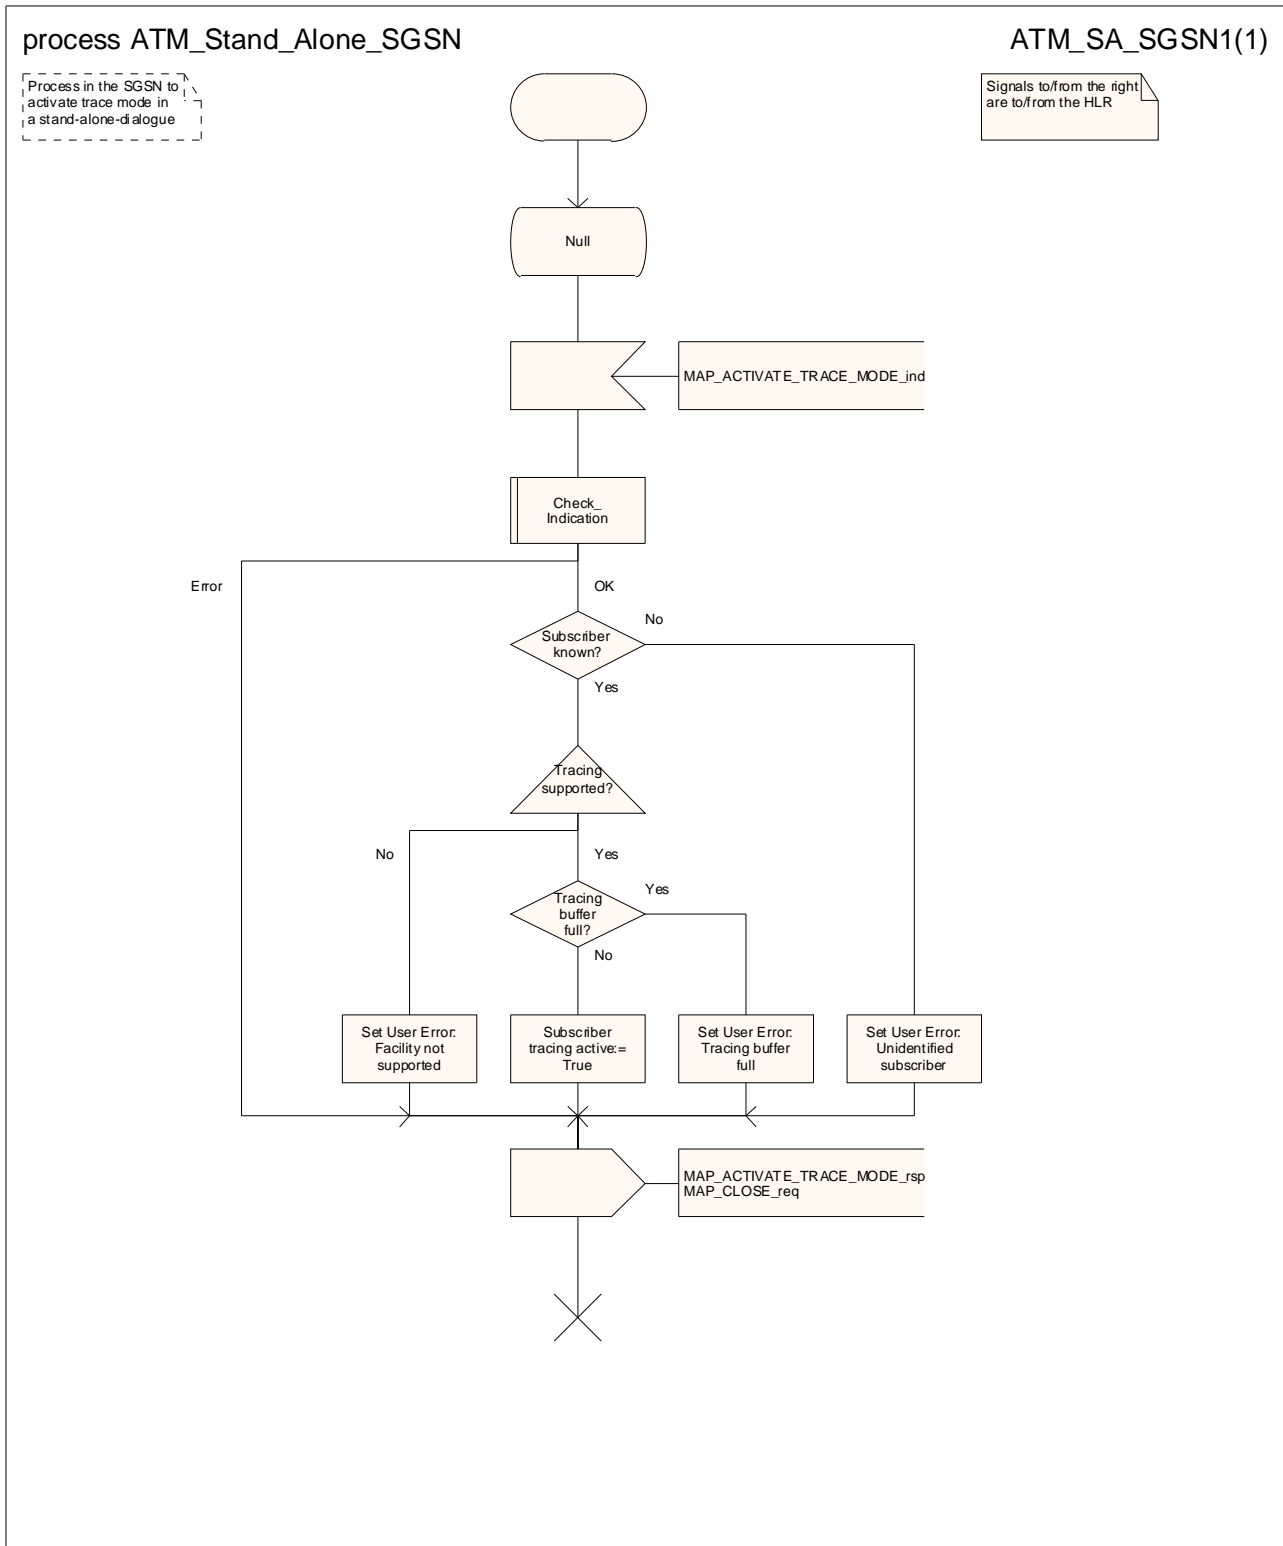 process ATM_Stand_Alone_SGSN
ATM_SA_SGSN1(1)
Process in the SGSN to
activate trace mode in
a stand-alone-dialogue
Signals to/from the right
are to/from the HLR
Null
MAP_ACTIVATE_TRACE_MODE_ind
Check_
Indication
Error
OK
No
Subscriber
known?
Yes
Tracing
supported?
No
Yes
Yes
Tracing
buffer
full?
No
Set User Error:
Facility not
supported
Subscriber
tracing active:=
True
Set User Error:
Tracing buffer
full
Set User Error:
Unidentified
subscriber
MAP_ACTIVATE_TRACE_MODE_rsp
MAP_CLOSE_req